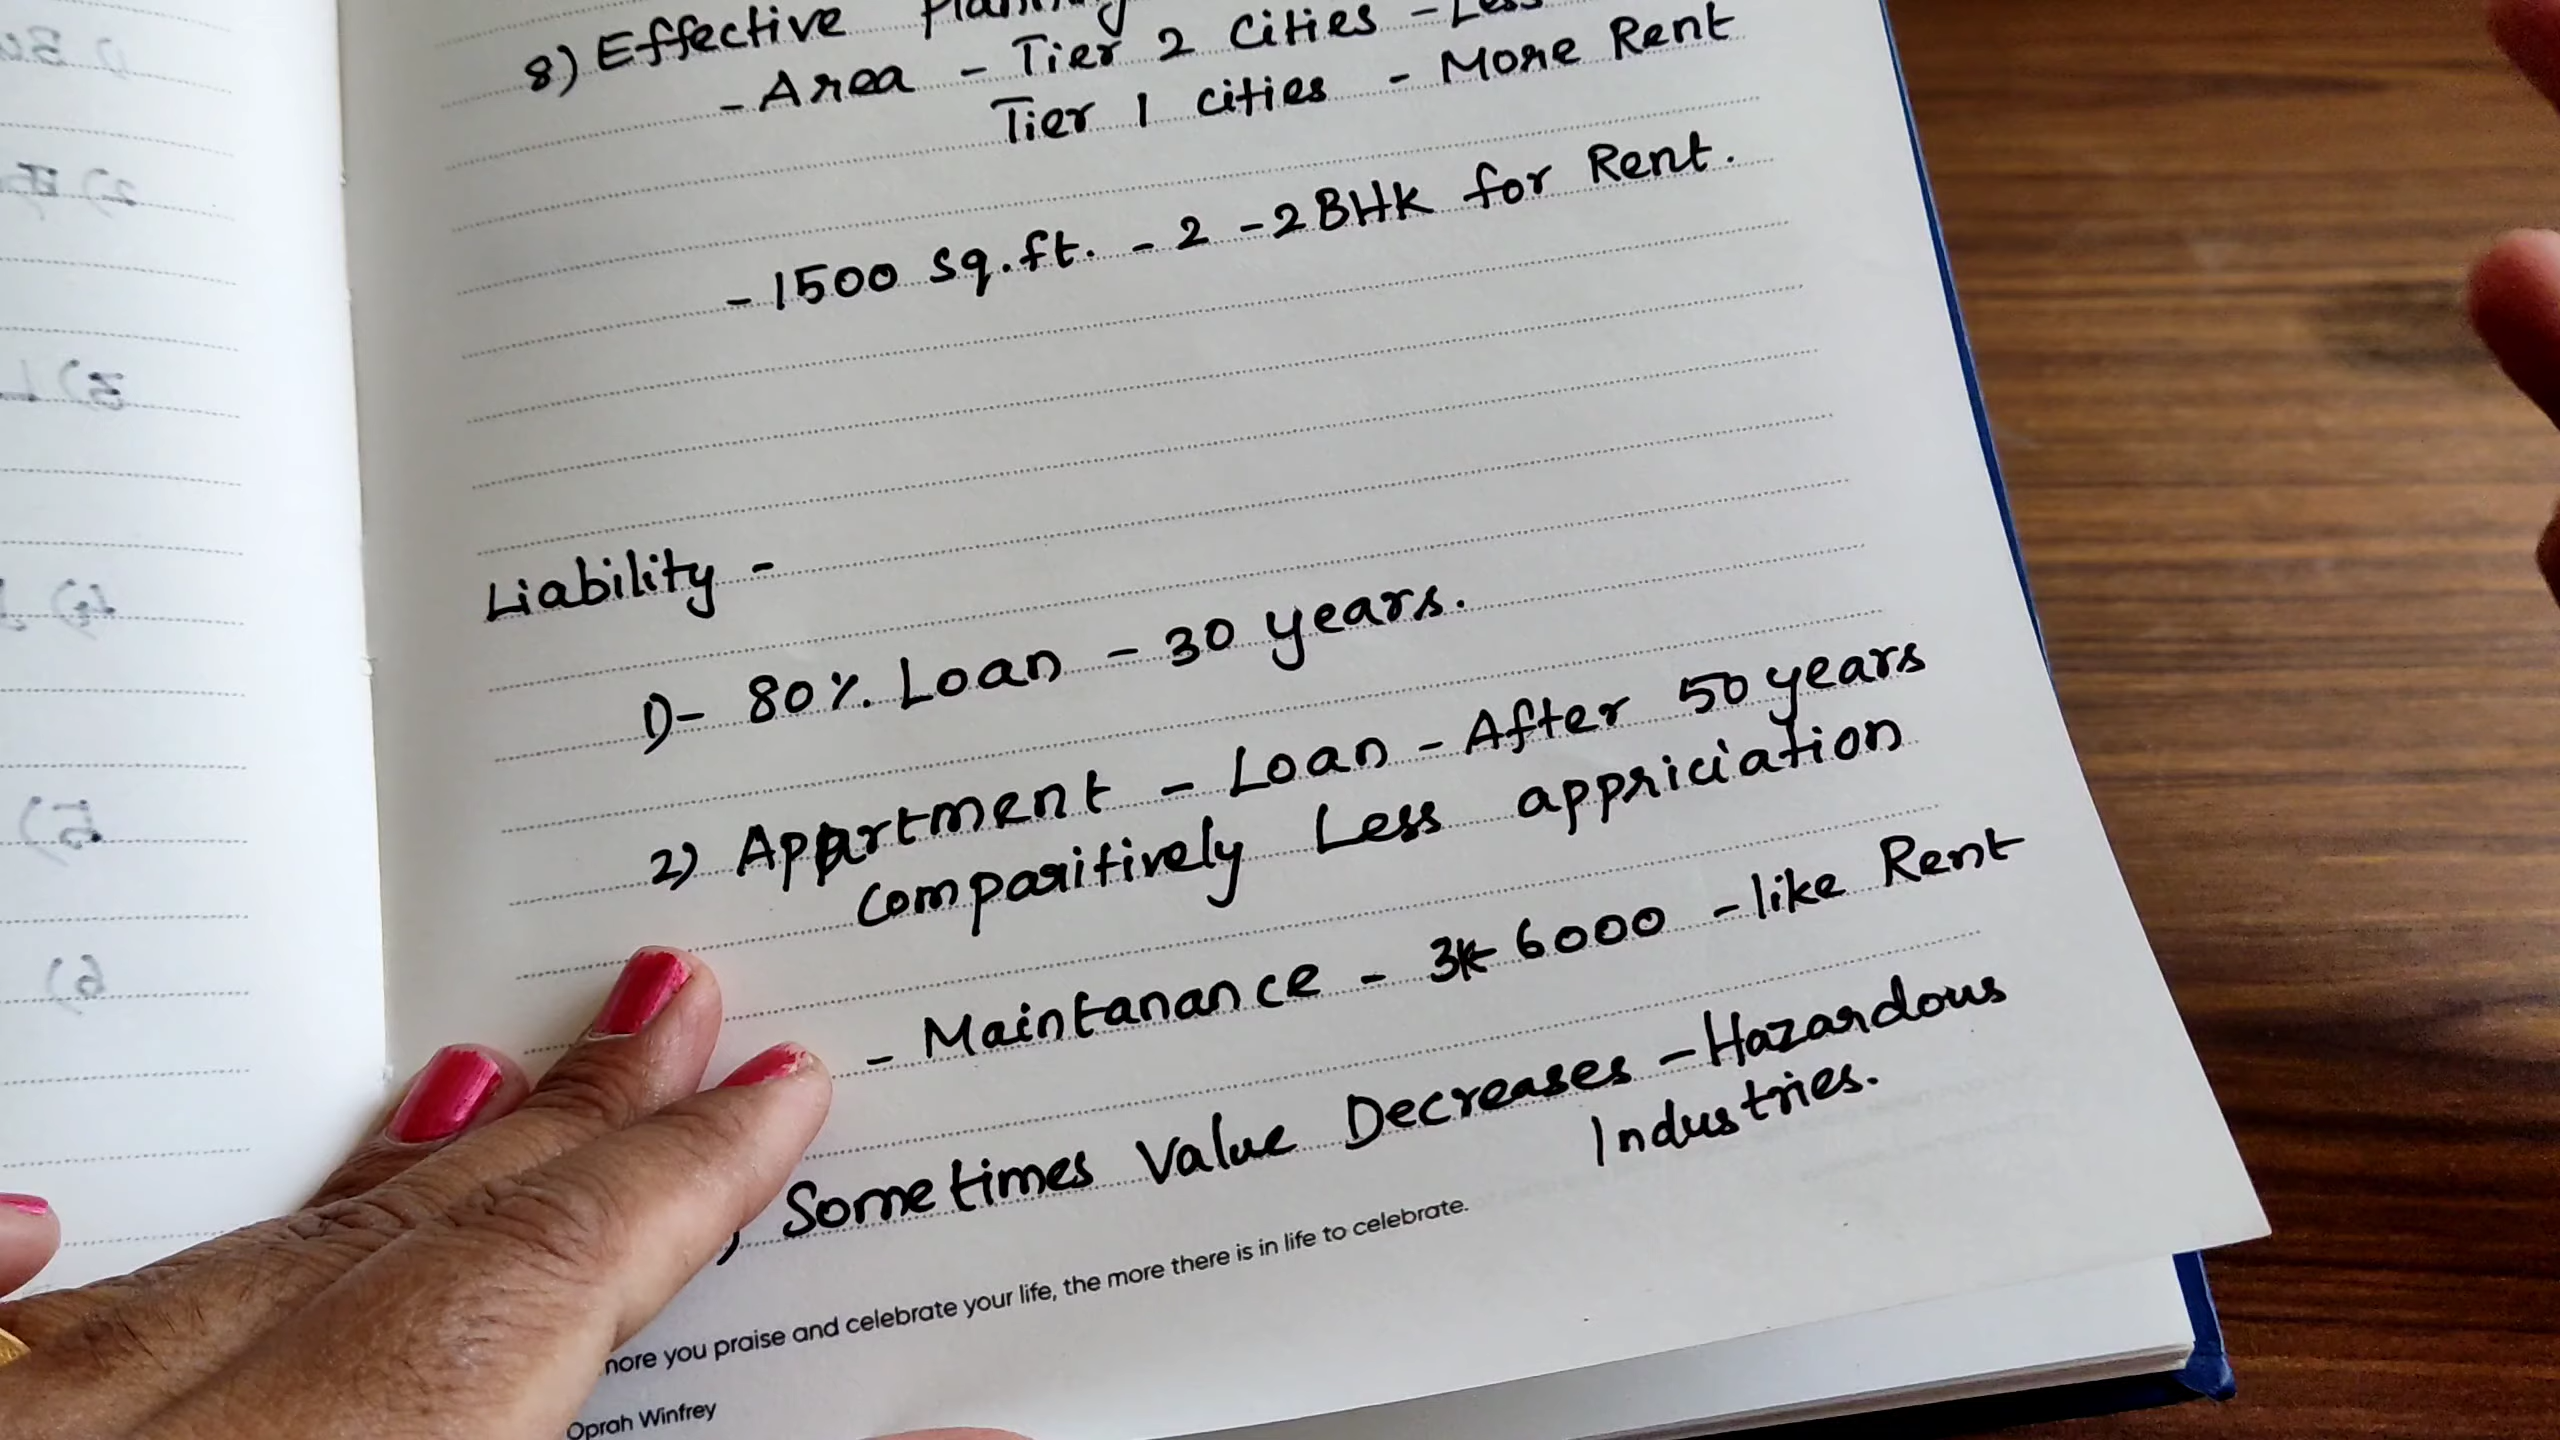 8) Effective Planning
- Area - Tier 2 Cities - Less
Tier 1 cities - More Rent
- 1500 sq.ft. - 2 - 2BHK for Rent.
Liability -
1) - 80% Loan - 30 years.
2) Appartment - Loan - After 50 years
Comparitively Less appriciation
- Maintanance - 3k 6000 - like Rent
) Sometimes Value Decreases - Hazardous
Industries.
more you praise and celebrate your life, the more there is in life to celebrate.
Oprah Winfrey